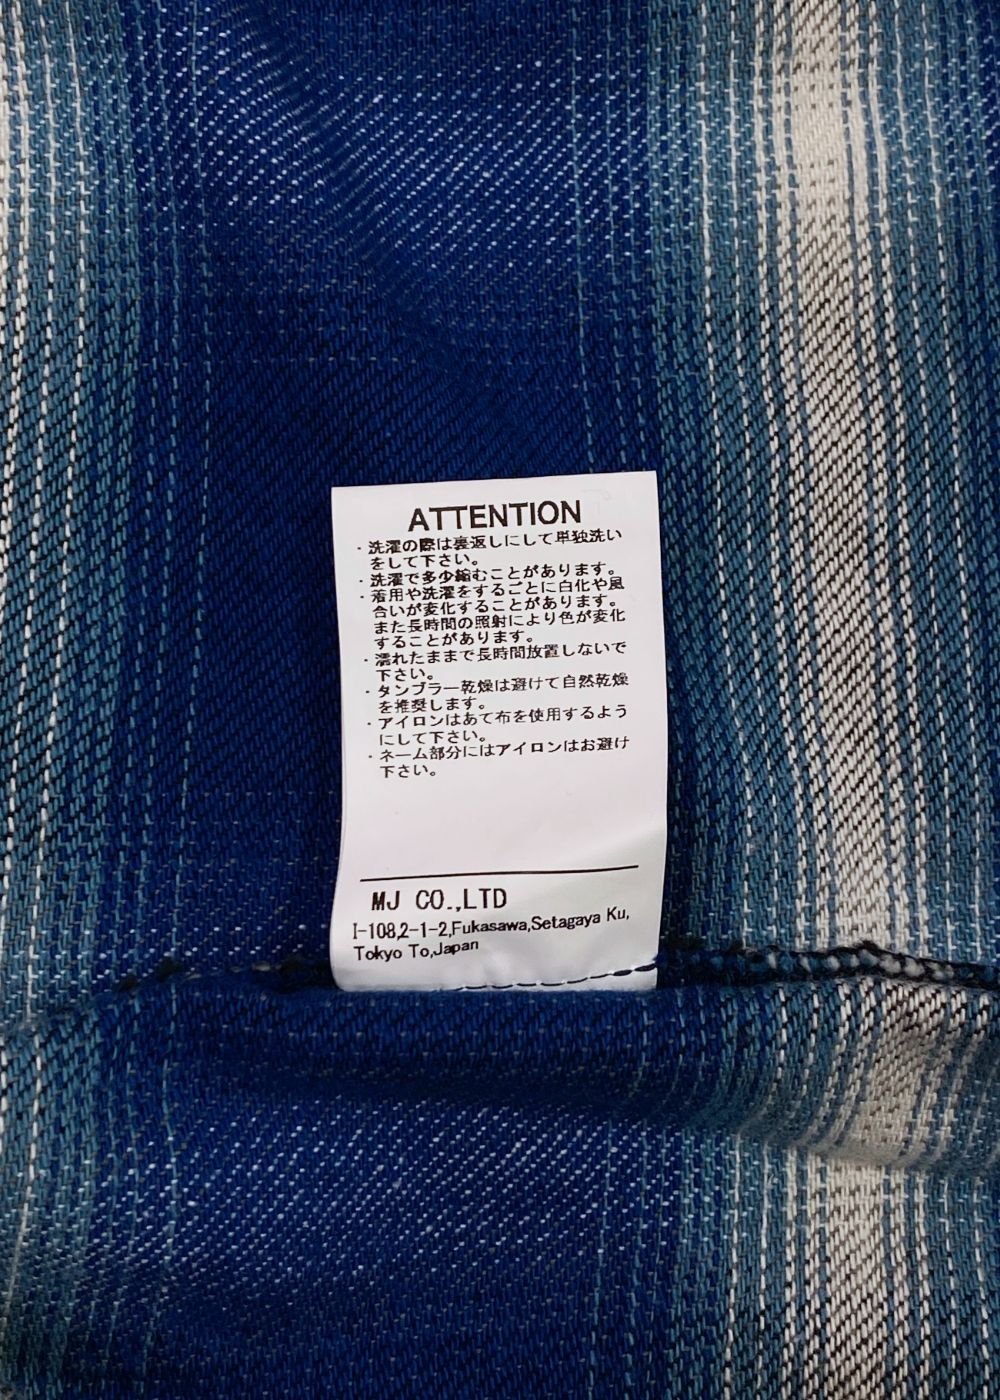 ATTENTION
・洗濯の際は裏返しにして単独洗い
をして下さい。
・洗濯で多少縮むことがあります。
・着用や洗濯をするごとに白化や風
合いが変化することがあります。
また長時間の照射により色が変化
することがあります。
・濡れたままで長時間放置しないで
下さい。
・タンブラー乾燥は避けて自然乾燥
を推奨します。
・アイロンはあて布を使用するよう
にして下さい。
・ネーム部分にはアイロンはお避け
下さい。
MJ CO.,LTD
I-108,2-1-2,Fukasawa,Setagaya Ku,
Tokyo To,Japan